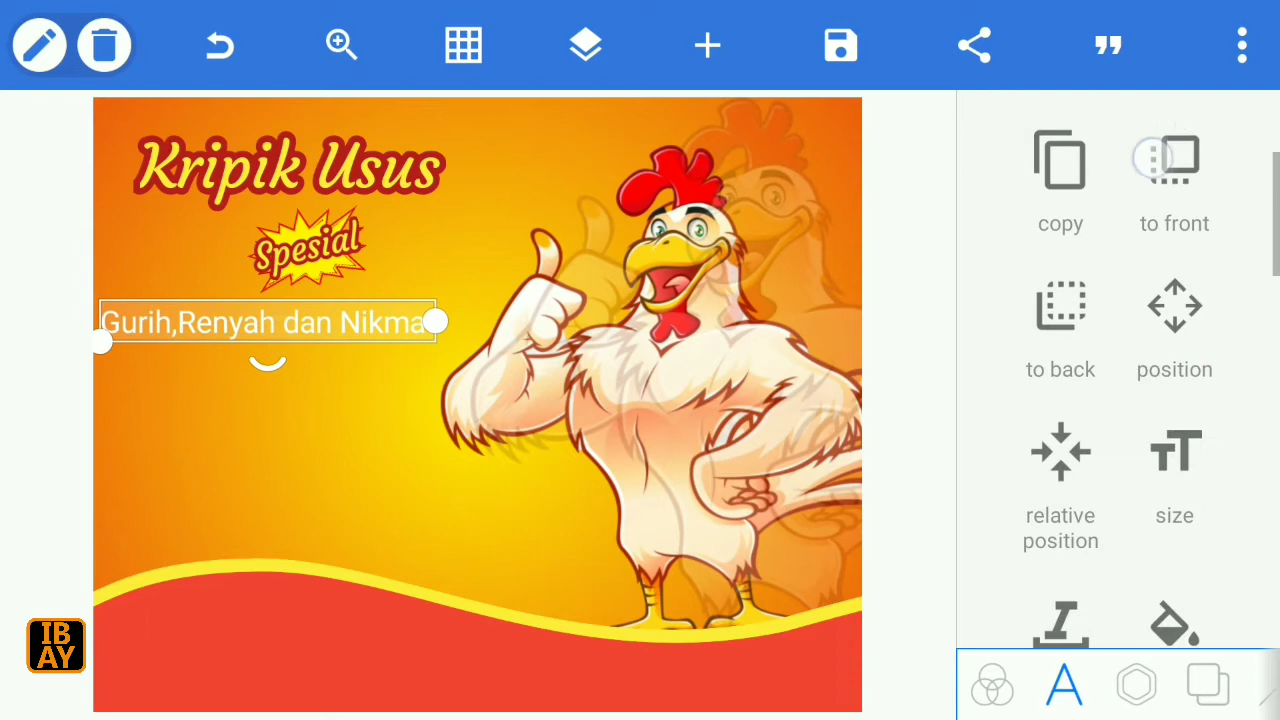 Kripik Usus
Spesial
Gurih,Renyah dan Nikma
copy
to front
to back
position
relative
position
size
IB
AY